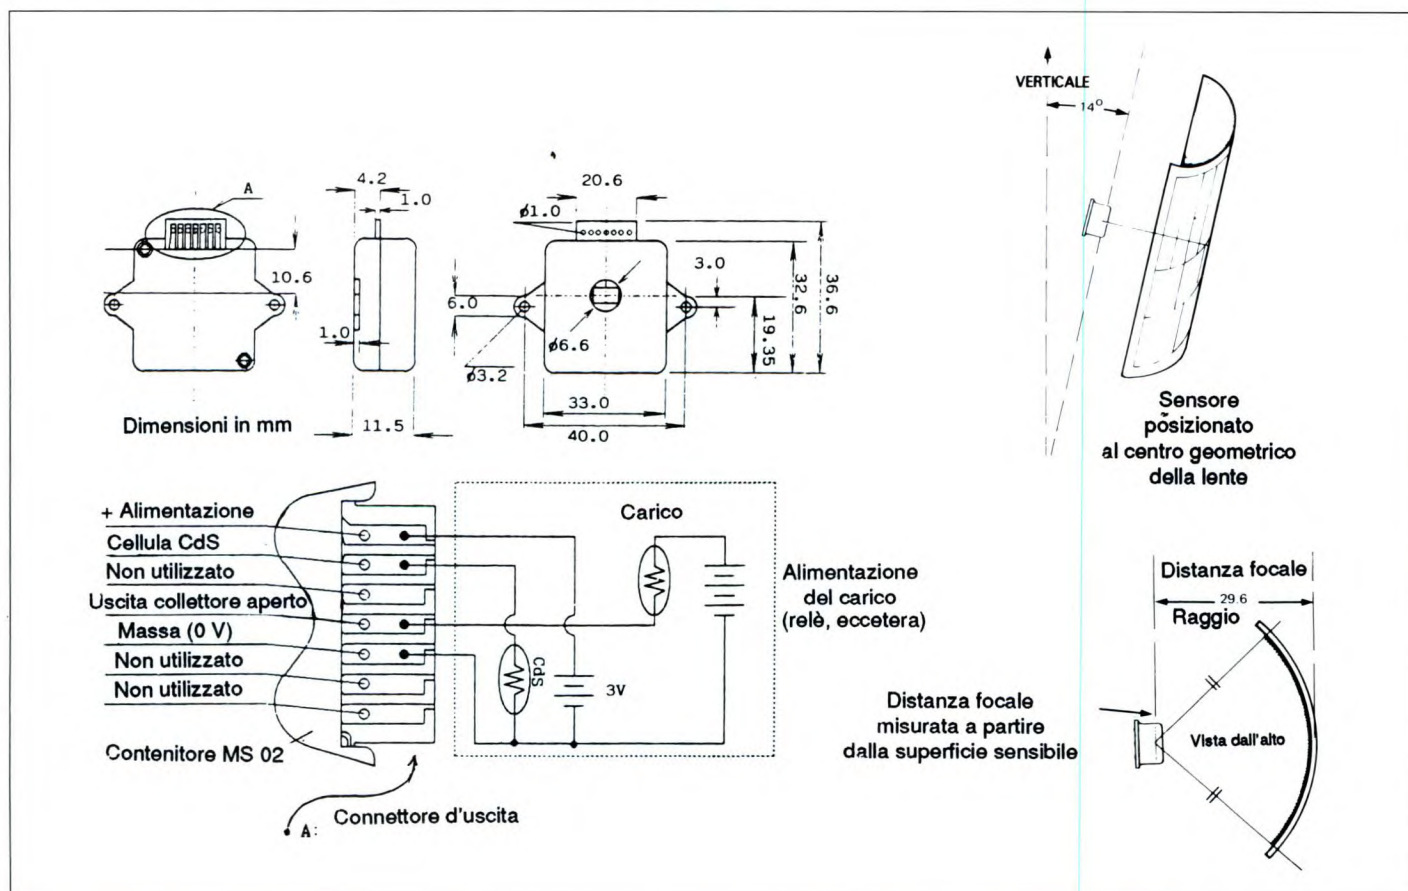 A
10.6
Dimensioni in mm
4.2
1.0
1.0
11.5
20.6
ø1.0
6.0
ø3.2
ø6.6
3.0
19.35
32.6
36.6
33.0
40.0
VERTICALE
14°
Sensore
posizionato
al centro geometrico
della lente
+ Alimentazione
Cellula CdS
Non utilizzato
Uscita collettore aperto
Massa (0 V)
Non utilizzato
Non utilizzato
Contenitore MS 02
A:
Connettore d'uscita
Carico
CdS
3V
Alimentazione
del carico
(relè, eccetera)
Distanza focale
29.6
Raggio
Distanza focale
misurata a partire
dalla superficie sensibile
Vista dall'alto